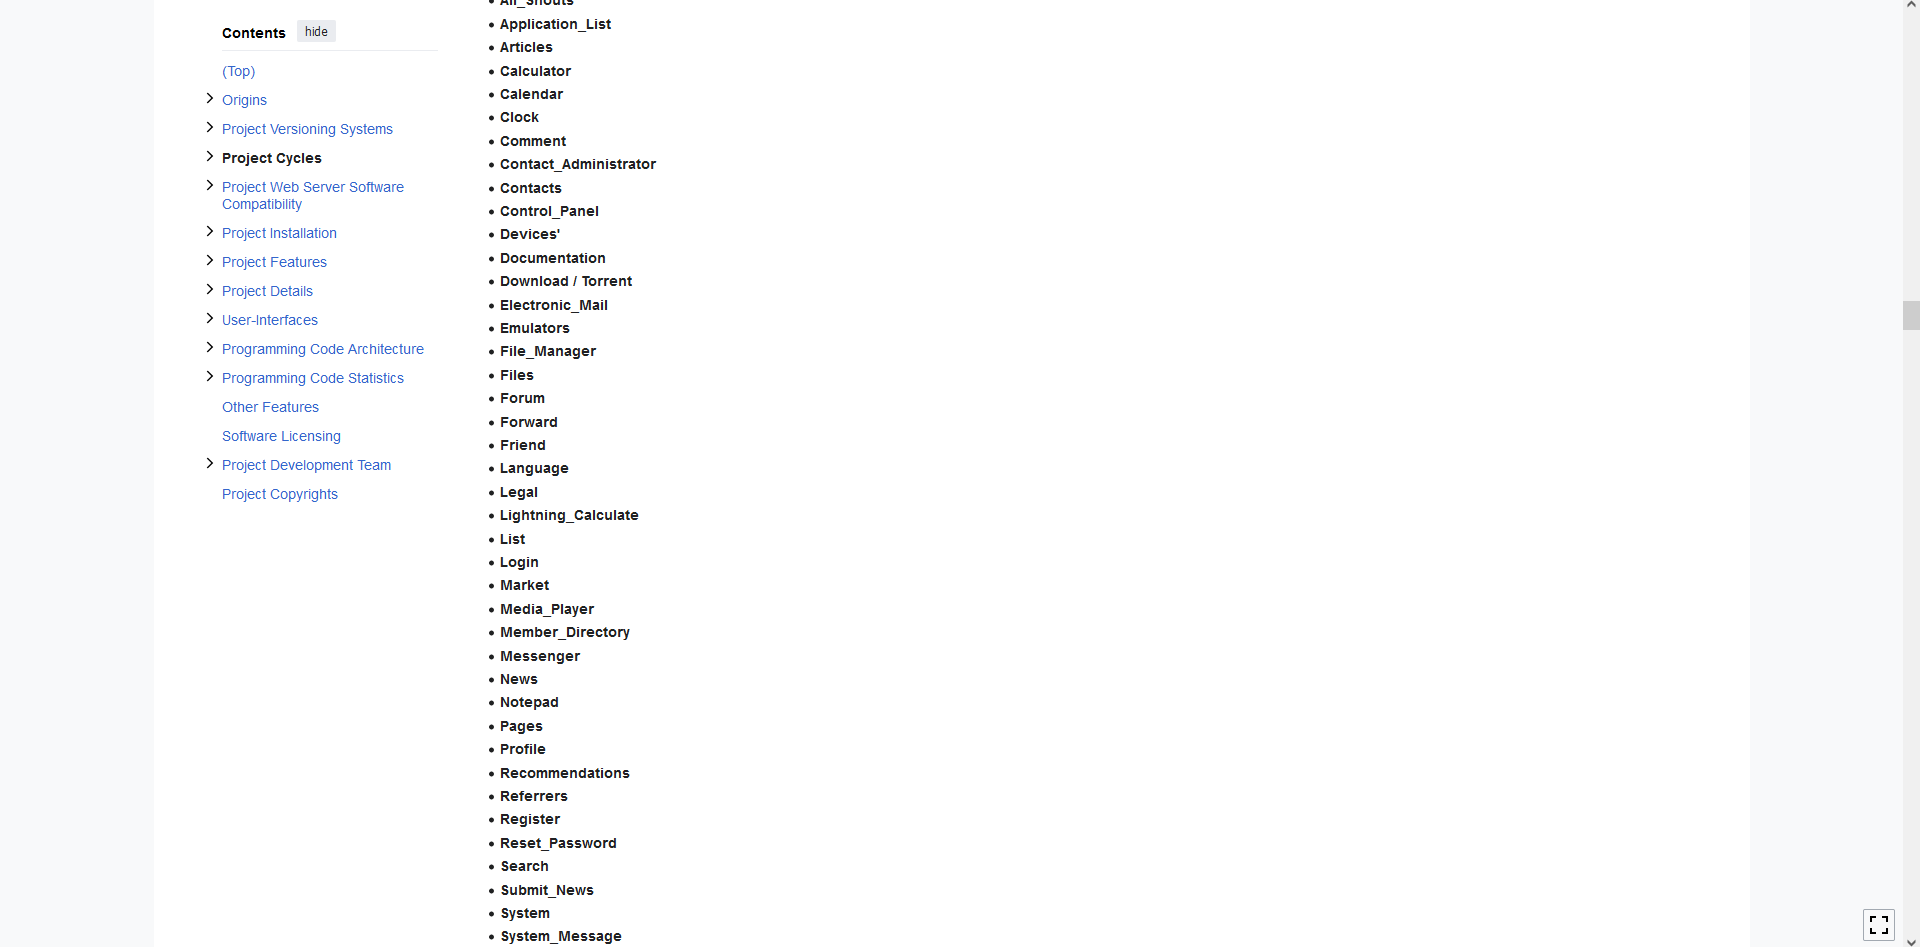 Contents hide
(Top)
Origins
Project Versioning Systems
Project Cycles
Project Web Server Software
Compatibility
Project Installation
Project Features
Project Details
User-Interfaces
Programming Code Architecture
Programming Code Statistics
Other Features
Software Licensing
Project Development Team
Project Copyrights
All_Shouts
Application_List
Articles
Calculator
Calendar
Clock
Comment
Contact_Administrator
Contacts
Control_Panel
Devices'
Documentation
Download / Torrent
Electronic_Mail
Emulators
File_Manager
Files
Forum
Forward
Friend
Language
Legal
Lightning_Calculate
List
Login
Market
Media_Player
Member_Directory
Messenger
News
Notepad
Pages
Profile
Recommendations
Referrers
Register
Reset_Password
Search
Submit_News
System
System_Message